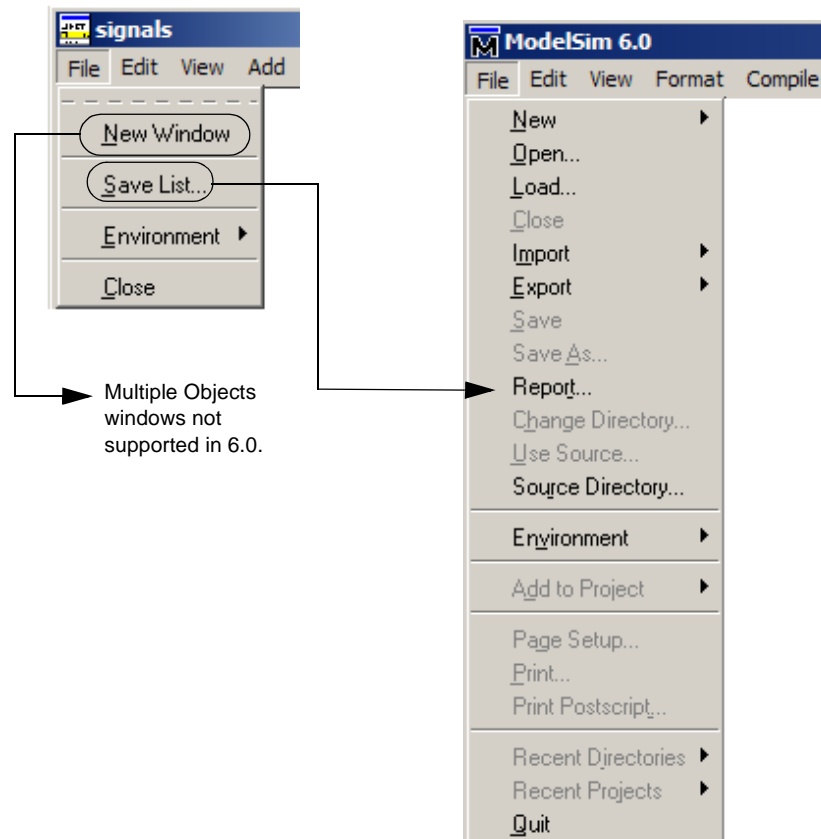 signals
File Edit View Add
New Window
Save List...
Environment
Close
Multiple Objects
windows not
supported in 6.0.
ModelSim 6.0
File Edit View Format Compile
New
Open...
Load...
Close
Import
Export
Save
Save As...
Report...
Change Directory...
Use Source...
Source Directory...
Environment
Add to Project
Page Setup...
Print...
Print Postscript...
Recent Directories
Recent Projects
Quit